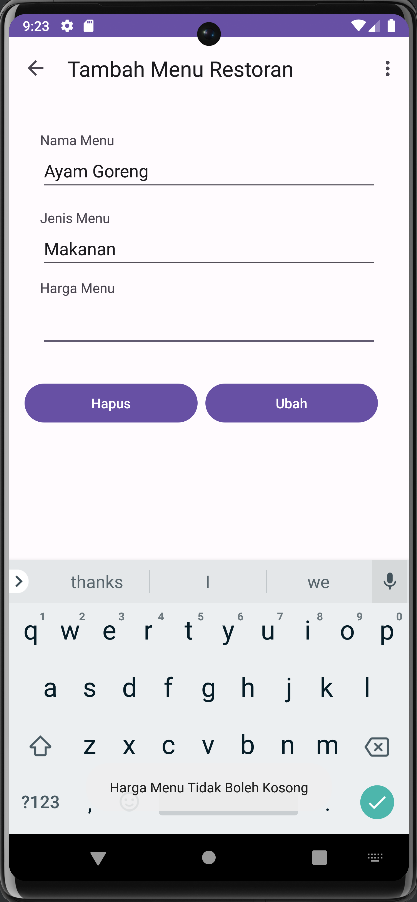 9:23
Tambah Menu Restoran
Nama Menu
Ayam Goreng
Jenis Menu
Makanan
Harga Menu
Hapus Ubah
thanks I we
1 2 3 4 5 6 7 8 9 0
q w e r t y u i o p
a s d f g h j k l
z x c v b n m
Harga Menu Tidak Boleh Kosong
?123 , .